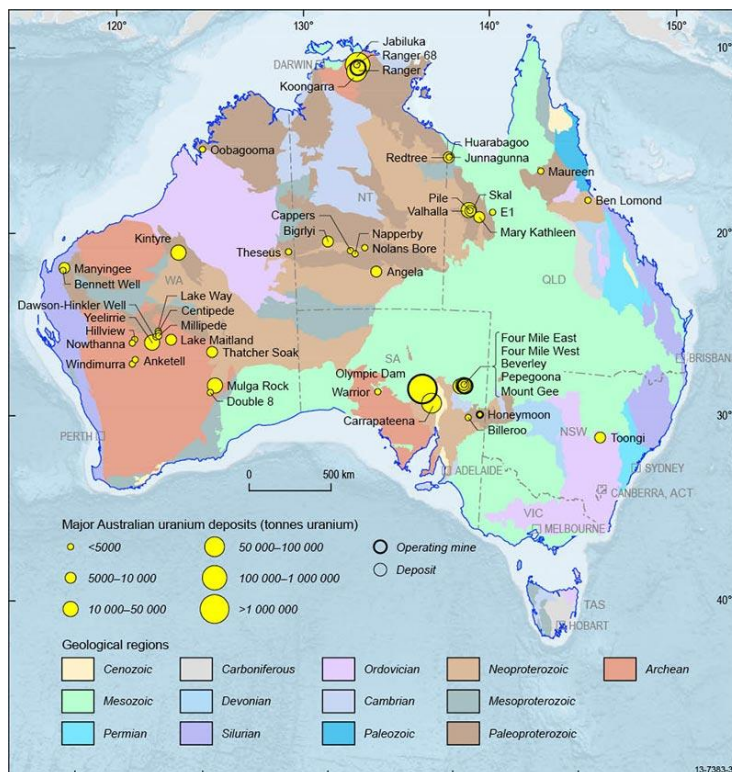 120°
130°
140°
150°
10°
Jabiluka
Ranger 68
DARWIN
Ranger
Koongarra
Huarabagoo
Oobagooma
Redtree
Junnagunna
Maureen
NT
Pile
Skal
Ben Lomond
Cappers
Valhalla
E1
20°
Bigrlyi
Napperby
Mary Kathleen
Kintyre
Theseus
Nolans Bore
Manyingee
WA
Angela
QLD
Bennett Well
Dawson-Hinkler Well
Lake Way
Yeelirrie
Centipede
Hillview
Millipede
Nowthanna
Lake Maitland
Four Mile East
Windimurra
Anketell
Thatcher Soak
SA
Four Mile West
BRISBANE
Olympic Dam
Beverley
Mulga Rock
Warrior
Pepegoona
Double 8
Mount Gee
30°
Carrapateena
Honeymoon
PERTH
Billeroo
NSW
Toongi
0
500 km
ADELAIDE
SYDNEY
CANBERRA, ACT
VIC
MELBOURNE
Major Australian uranium deposits (tonnes uranium)
<5000
50 000–100 000
Operating mine
5000–10 000
100 000–1 000 000
Deposit
10 000–50 000
>1 000 000
40°
TAS
HOBART
Geological regions
Cenozoic
Carboniferous
Ordovician
Neoproterozoic
Archean
Mesozoic
Devonian
Cambrian
Mesoproterozoic
Permian
Silurian
Paleozoic
Paleoproterozoic
13-7383-3